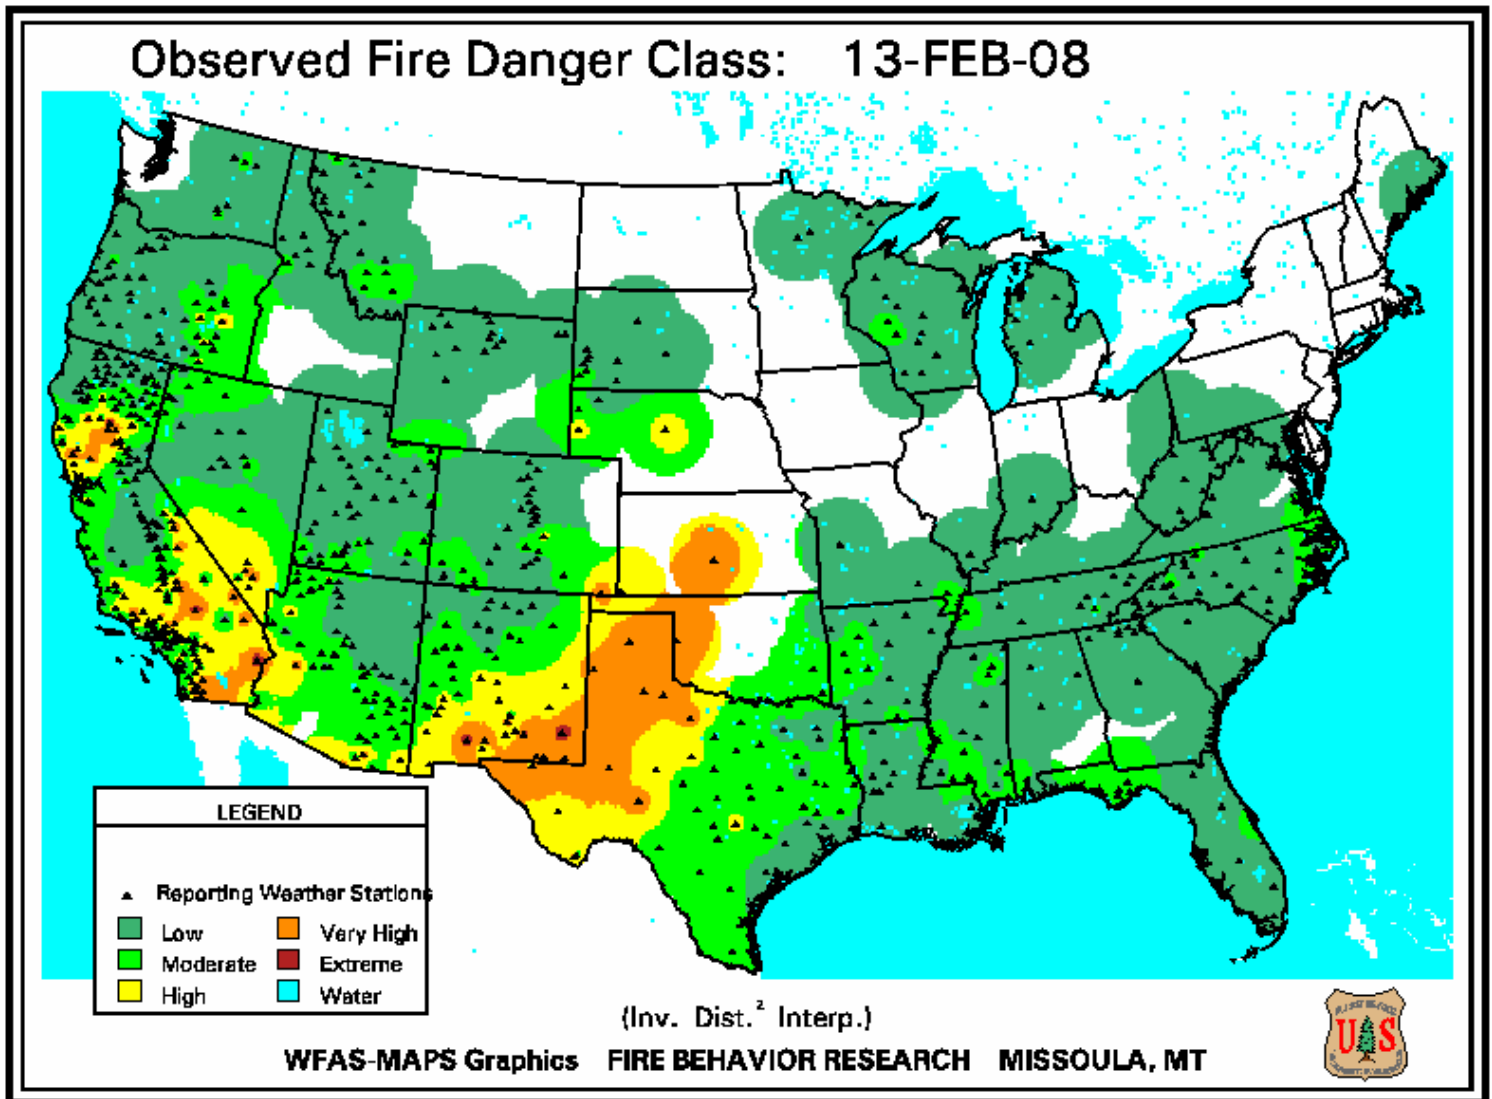 Observed Fire Danger Class: 13-FEB-08
LEGEND
Reporting Weather Stations
Low
Very High
Moderate
Extreme
High
Water
(Inv. Dist.² Interp.)
WFAS-MAPS Graphics FIRE BEHAVIOR RESEARCH MISSOULA, MT
U S